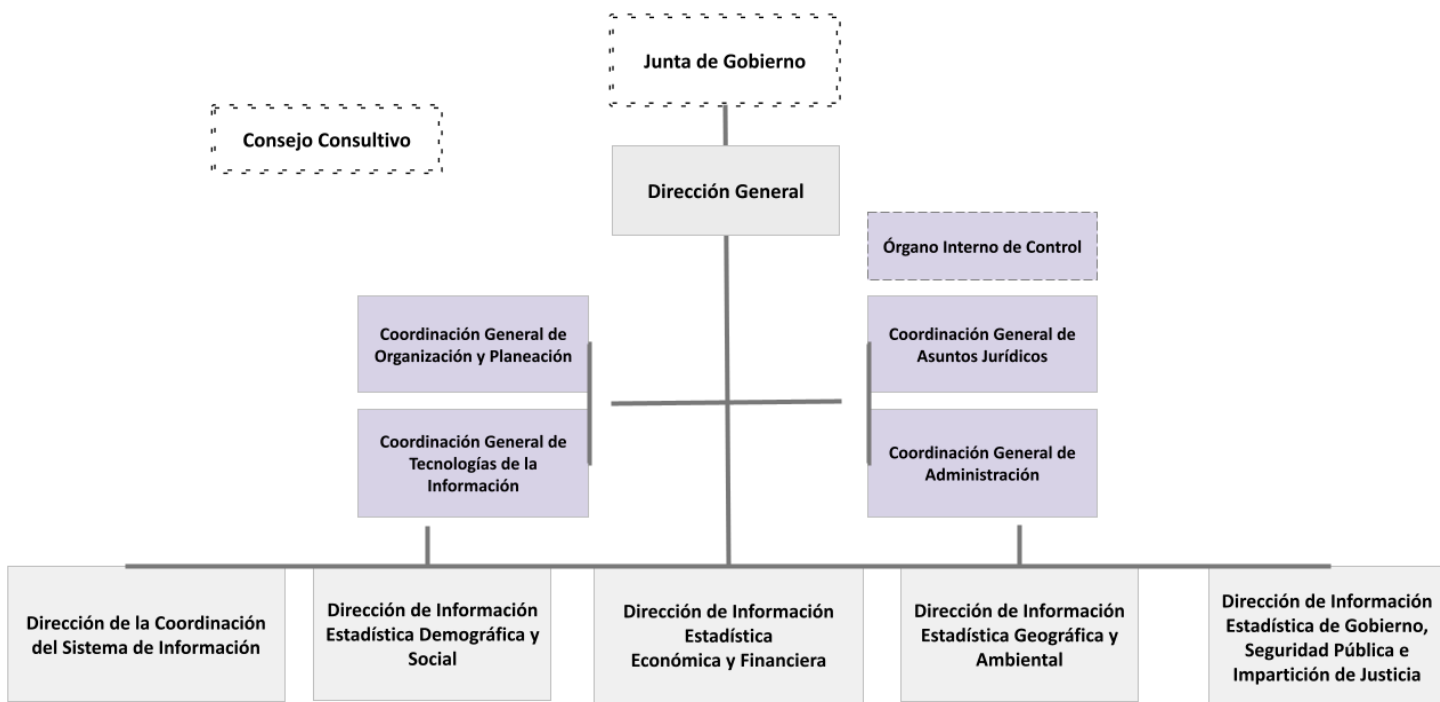 Junta de Gobierno
Consejo Consultivo
Dirección General
Órgano Interno de Control
Coordinación General de
Organización y Planeación
Coordinación General de
Asuntos Jurídicos
Coordinación General de
Tecnologías de la
Información
Coordinación General de
Administración
Dirección de la Coordinación
del Sistema de Información
Dirección de Información
Estadística Demográfica y
Social
Dirección de Información
Estadística
Económica y Financiera
Dirección de Información
Estadística Geográfica y
Ambiental
Dirección de Información
Estadística de Gobierno,
Seguridad Pública e
Impartición de Justicia